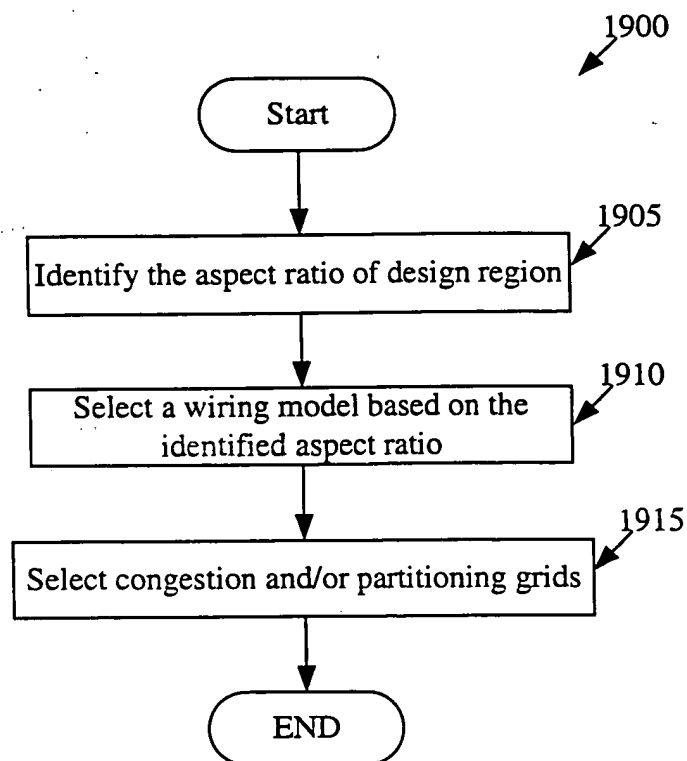 1900
Start
1905
Identify the aspect ratio of design region
1910
Select a wiring model based on the
identified aspect ratio
1915
Select congestion and/or partitioning grids
END